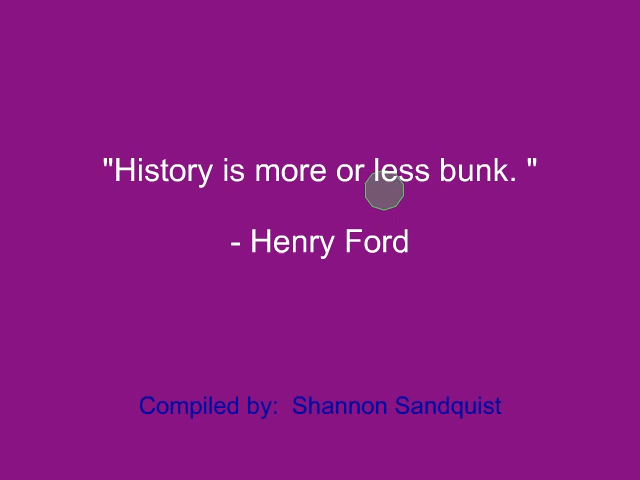 "History is more or less bunk. "
- Henry Ford
Compiled by:  Shannon Sandquist